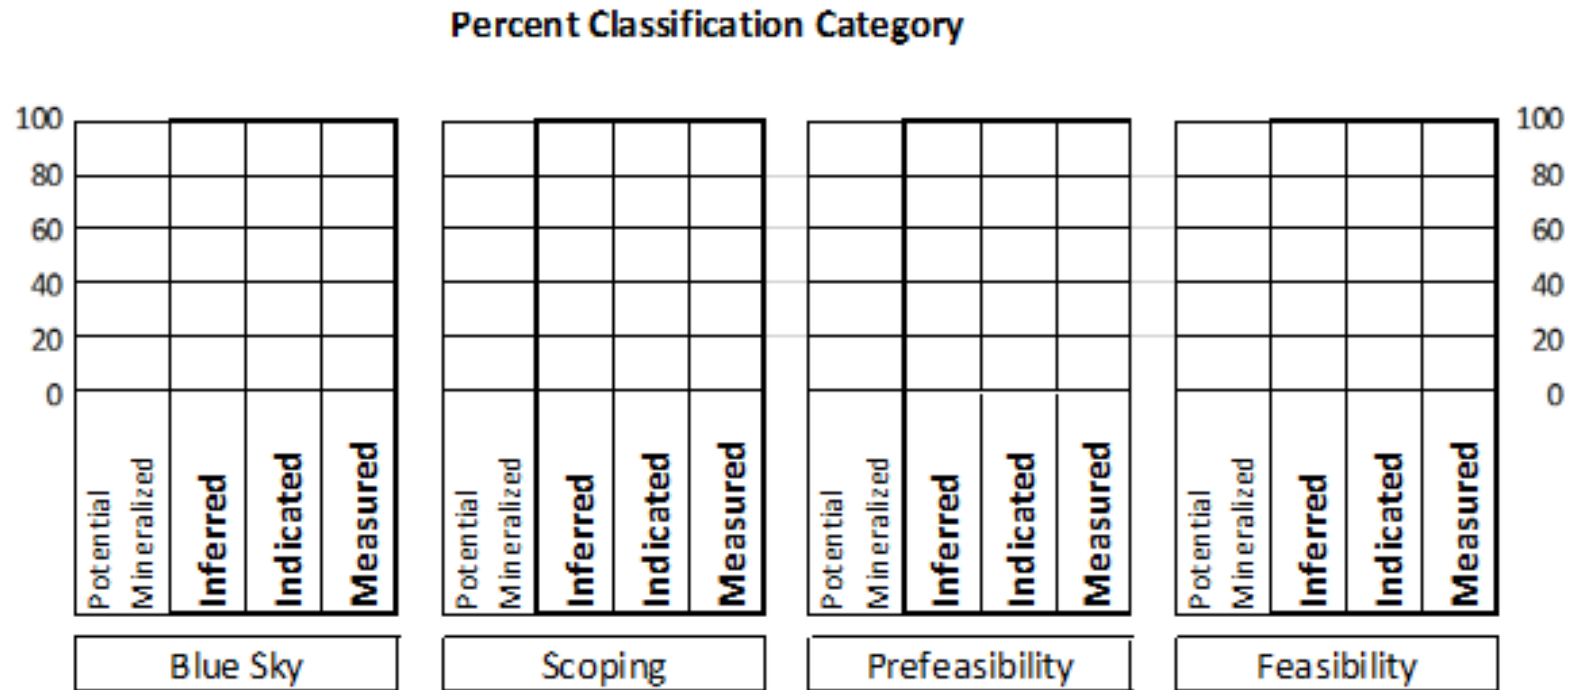 Percent Classification Category
100
80
60
40
20
0
Potential
Mineralized
Inferred
Indicated
Measured
Blue Sky
Potential
Mineralized
Inferred
Indicated
Measured
Scoping
Potential
Mineralized
Inferred
Indicated
Measured
Prefeasibility
Potential
Mineralized
Inferred
Indicated
Measured
Feasibility
100
80
60
40
20
0